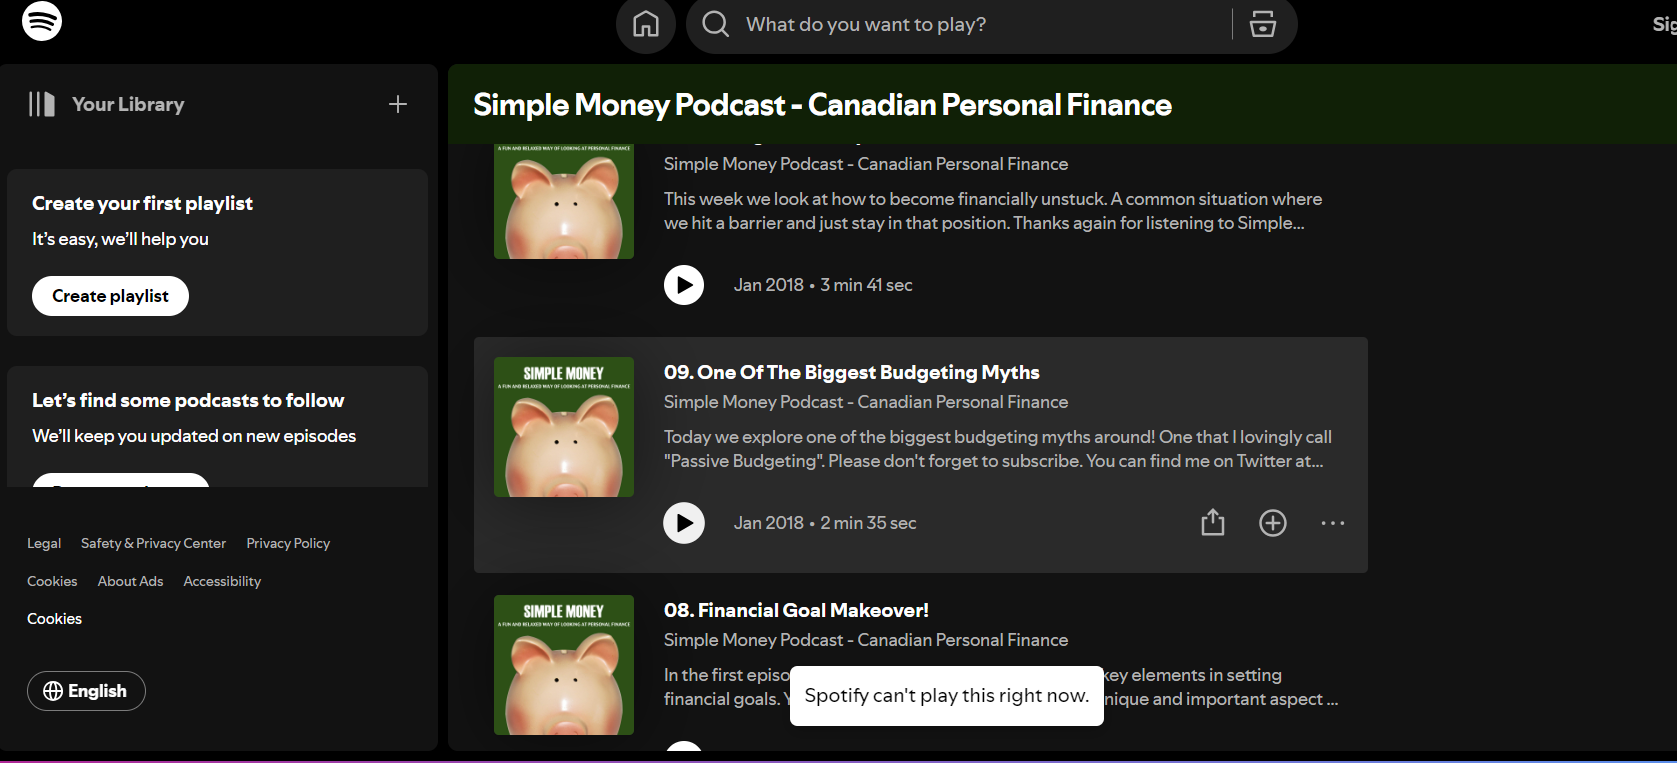 What do you want to play?
Your Library
Create your first playlist
It's easy, we'll help you
Create playlist
Let's find some podcasts to follow
We'll keep you updated on new episodes
Legal Safety & Privacy Center Privacy Policy
Cookies About Ads Accessibility
Cookies
English
Simple Money Podcast - Canadian Personal Finance
A FUN AND RELAXED WAY OF LOOKING AT PERSONAL FINANCE
Simple Money Podcast - Canadian Personal Finance
This week we look at how to become financially unstuck. A common situation where
we hit a barrier and just stay in that position. Thanks again for listening to Simple...
Jan 2018 • 3 min 41 sec
SIMPLE MONEY
A FUN AND RELAXED WAY OF LOOKING AT PERSONAL FINANCE
09. One Of The Biggest Budgeting Myths
Simple Money Podcast - Canadian Personal Finance
Today we explore one of the biggest budgeting myths around! One that I lovingly call
"Passive Budgeting". Please don't forget to subscribe. You can find me on Twitter at...
Jan 2018 • 2 min 35 sec
SIMPLE MONEY
A FUN AND RELAXED WAY OF LOOKING AT PERSONAL FINANCE
08. Financial Goal Makeover!
Simple Money Podcast - Canadian Personal Finance
In the first key elements in setting
financial goals. important aspect ...
Spotify can't play this right now.